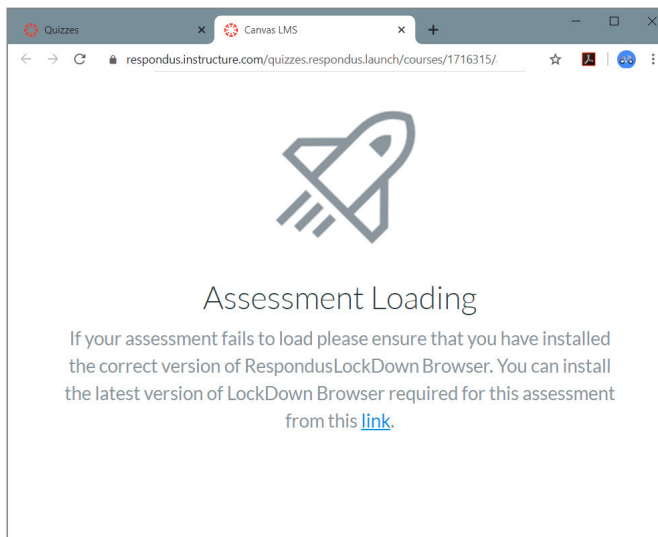 Quizzes
Canvas LMS
respondus.instructure.com/quizzes.respondus.launch/courses/1716315/
Assessment Loading
If your assessment fails to load please ensure that you have installed
the correct version of RespondusLockDown Browser. You can install
the latest version of LockDown Browser required for this assessment
from this link.